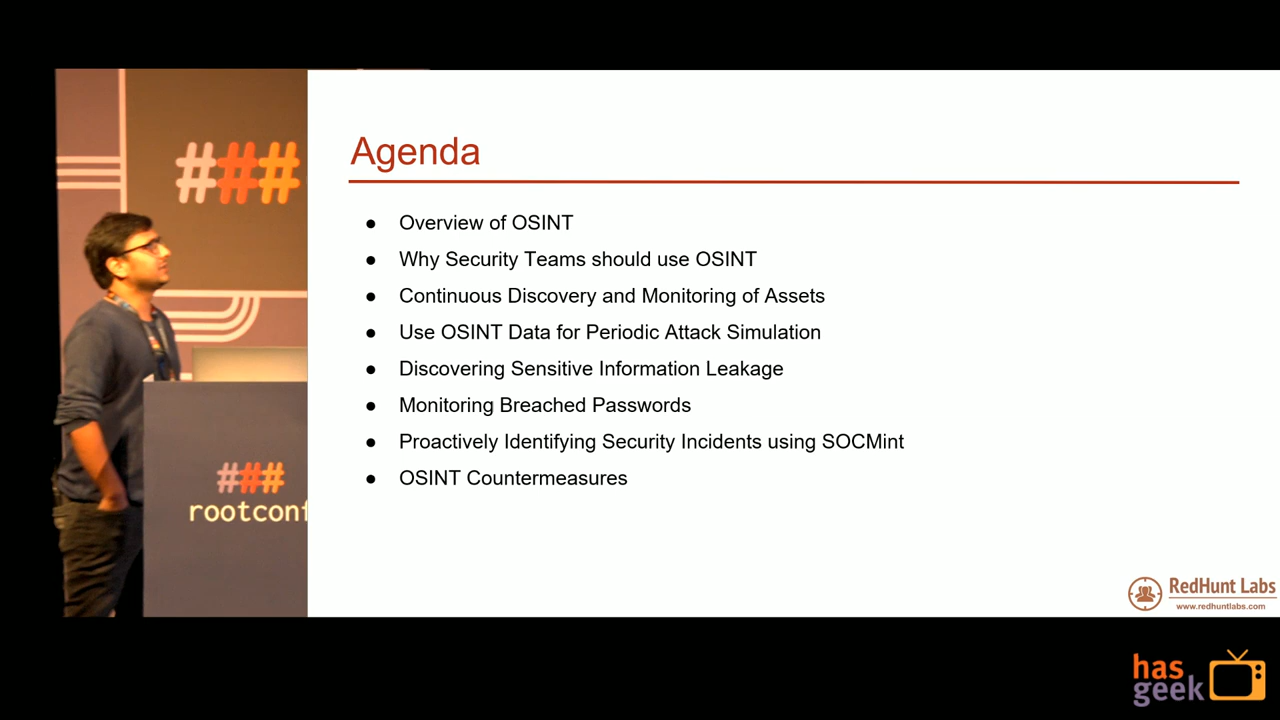 ###
Agenda
● Overview of OSINT
● Why Security Teams should use OSINT
● Continuous Discovery and Monitoring of Assets
● Use OSINT Data for Periodic Attack Simulation
● Discovering Sensitive Information Leakage
● Monitoring Breached Passwords
● Proactively Identifying Security Incidents using SOCMint
● OSINT Countermeasures
###
rootconf
RedHunt Labs
www.redhuntlabs.com
has
geek